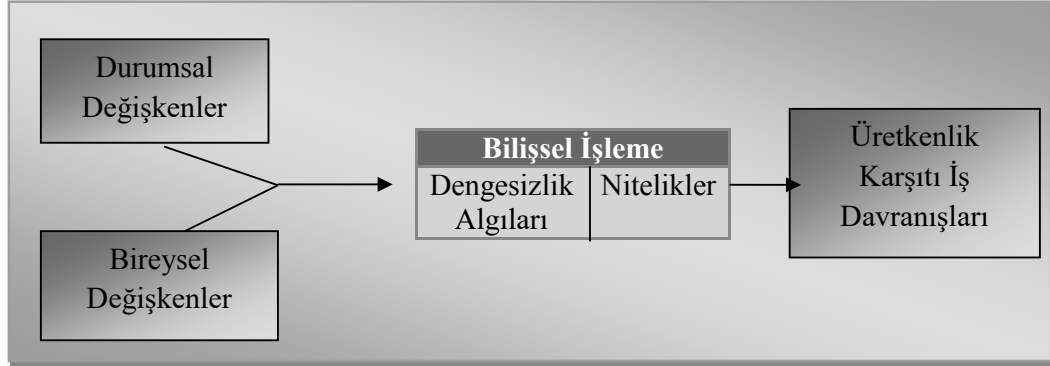 Durumsal
Değişkenler
Bireysel
Değişkenler
Bilişsel İşleme
Dengesizlik
Algıları
Nitelikler
Üretkenlik
Karşıtı İş
Davranışları